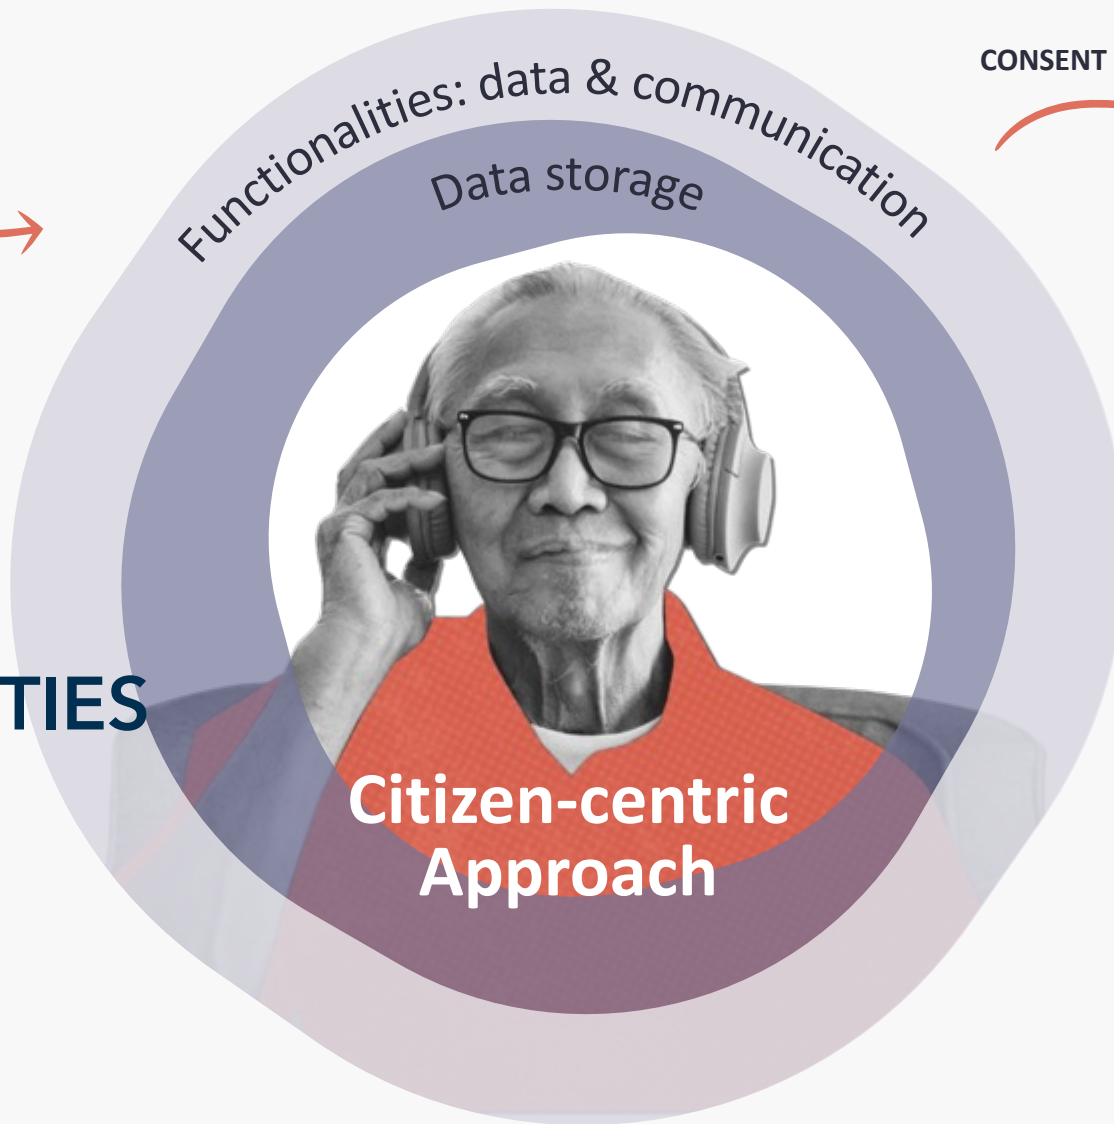 CONSENT
Functionalities: data & communication
Data storage
TIES
Citizen-centric
Approach